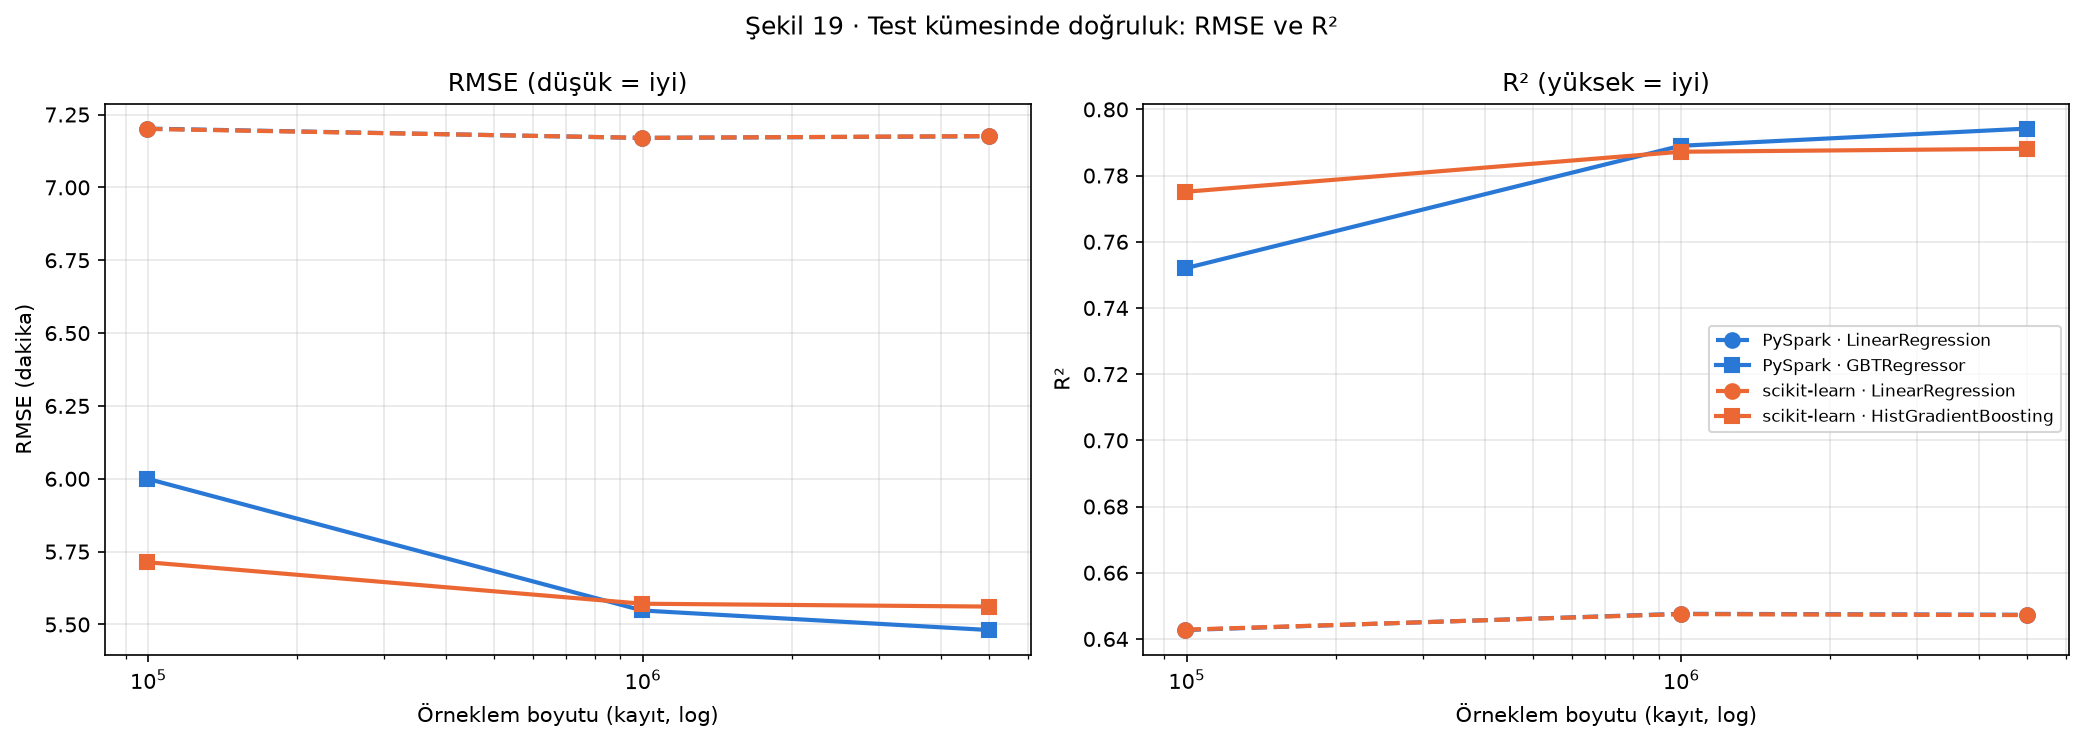 Şekil 19 · Test kümesinde doğruluk: RMSE ve R²
RMSE (düşük = iyi)
RMSE (dakika)
7.25
7.00
6.75
6.50
6.25
6.00
5.75
5.50
10⁵
10⁶
Örneklem boyutu (kayıt, log)
R² (yüksek = iyi)
R²
0.80
0.78
0.76
0.74
0.72
0.70
0.68
0.66
0.64
PySpark · LinearRegression
PySpark · GBTRegressor
scikit-learn · LinearRegression
scikit-learn · HistGradientBoosting
10⁵
10⁶
Örneklem boyutu (kayıt, log)